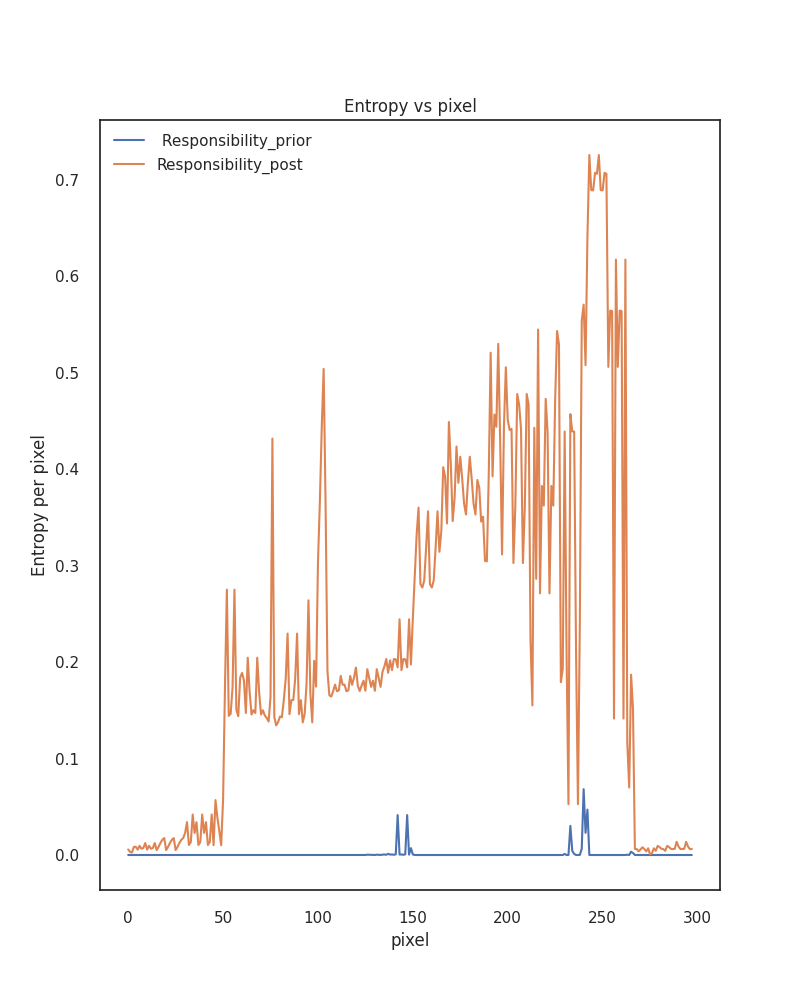 Entropy vs pixel
Responsibility_prior
Responsibility_post
0.7
0.6
0.5
0.4
0.3
0.2
0.1
0.0
Entropy per pixel
0 50 100 150 200 250 300
pixel